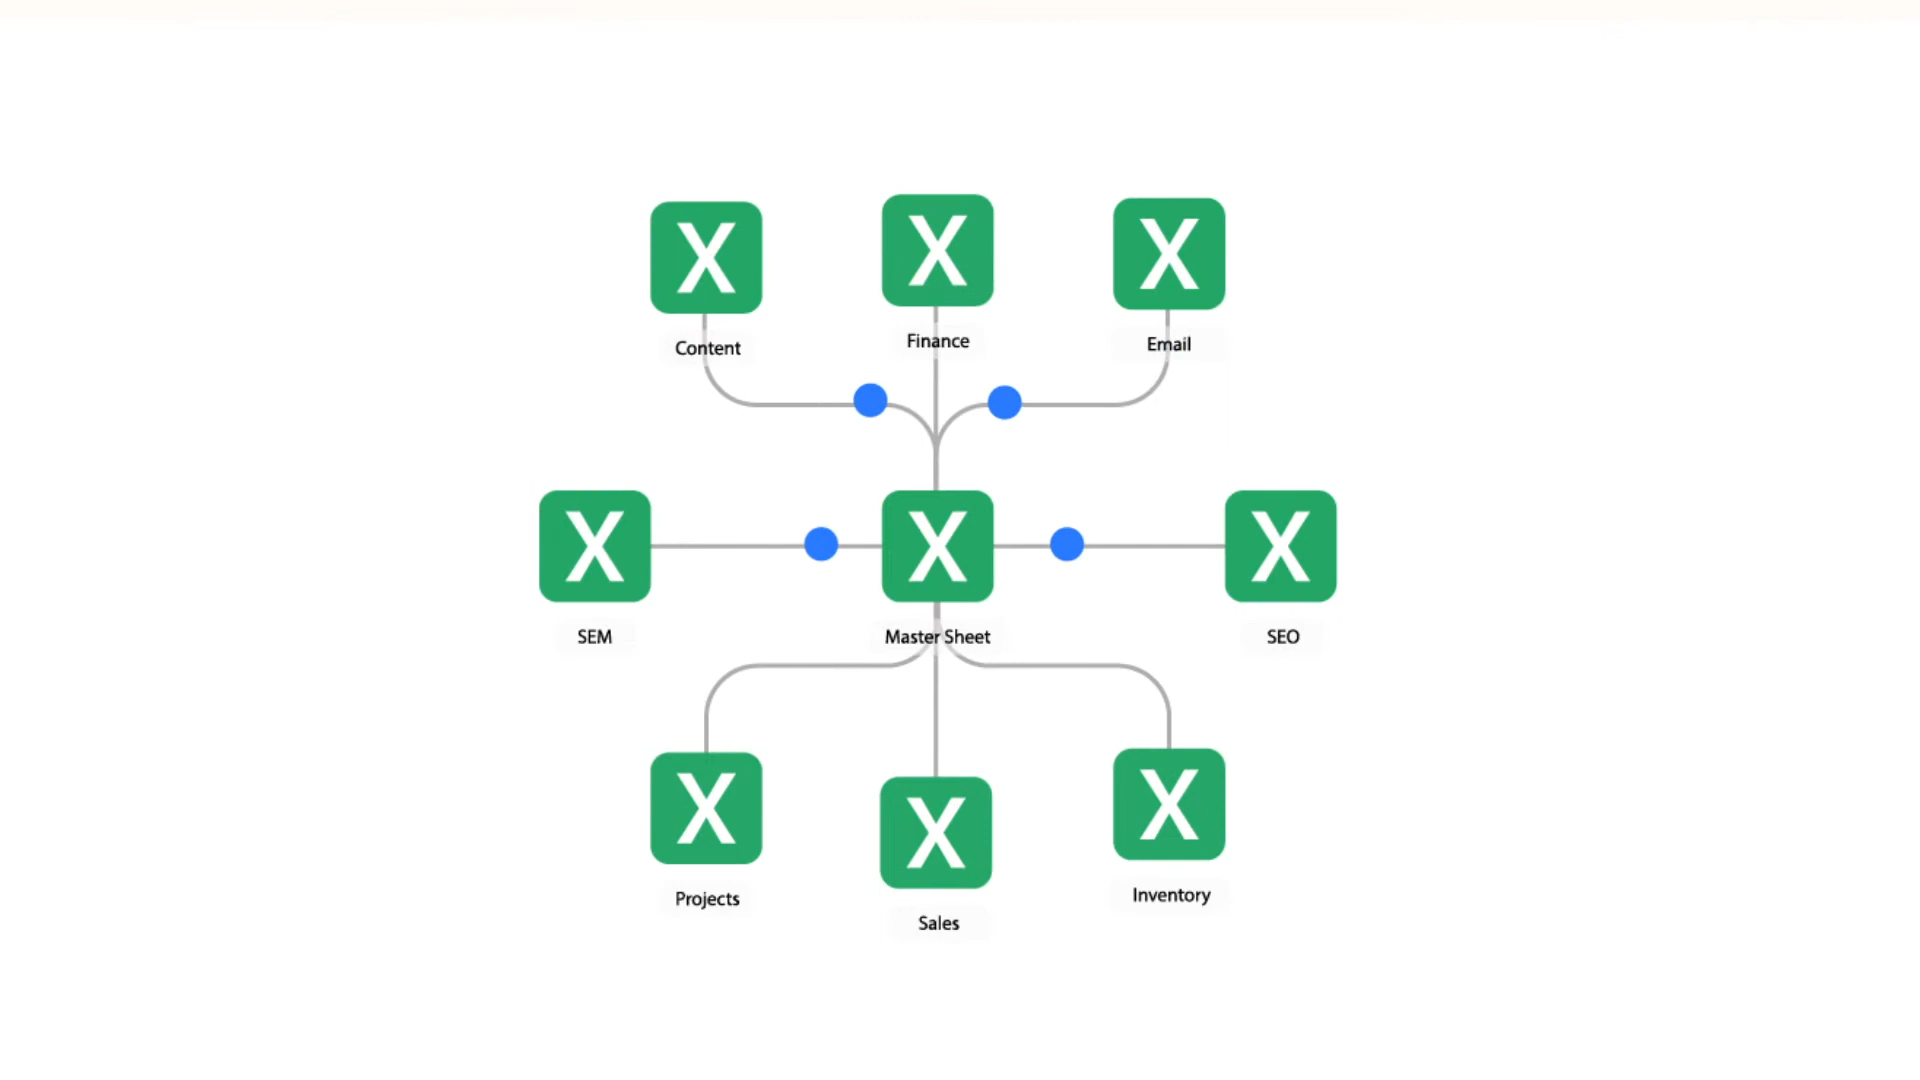 X
X
X
Content
Finance
Email
X
X
X
SEM
Master Sheet
SEO
X
X
X
Projects
Sales
Inventory